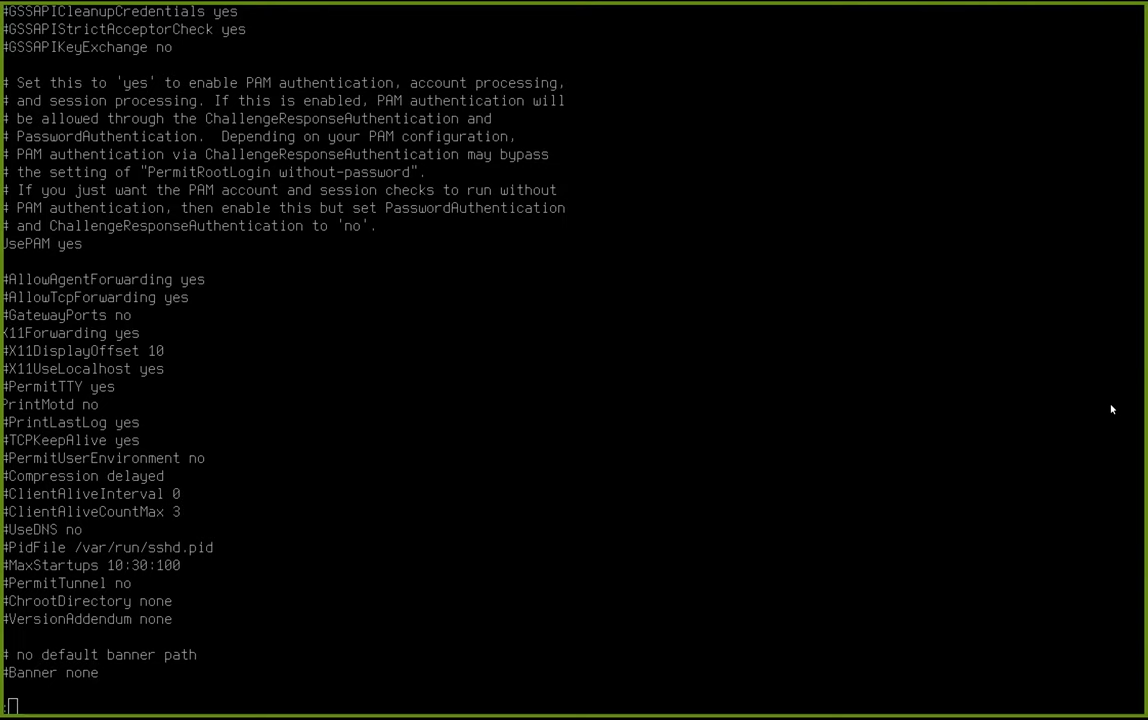 #GSSAPICleanupCredentials yes
#GSSAPIStrictAcceptorCheck yes
#GSSAPIKeyExchange no
# Set this to 'yes' to enable PAM authentication, account processing,
# and session processing. If this is enabled, PAM authentication will
# be allowed through the ChallengeResponseAuthentication and
# PasswordAuthentication.  Depending on your PAM configuration,
# PAM authentication via ChallengeResponseAuthentication may bypass
# the setting of "PermitRootLogin without-password".
# If you just want the PAM account and session checks to run without
# PAM authentication, then enable this but set PasswordAuthentication
# and ChallengeResponseAuthentication to 'no'.
UsePAM yes
#AllowAgentForwarding yes
#AllowTcpForwarding yes
#GatewayPorts no
X11Forwarding yes
#X11DisplayOffset 10
#X11UseLocalhost yes
#PermitTTY yes
PrintMotd no
#PrintLastLog yes
#TCPKeepAlive yes
#PermitUserEnvironment no
#Compression delayed
#ClientAliveInterval 0
#ClientAliveCountMax 3
#UseDNS no
#PidFile /var/run/sshd.pid
#MaxStartups 10:30:100
#PermitTunnel no
#ChrootDirectory none
#VersionAddendum none
# no default banner path
#Banner none
: